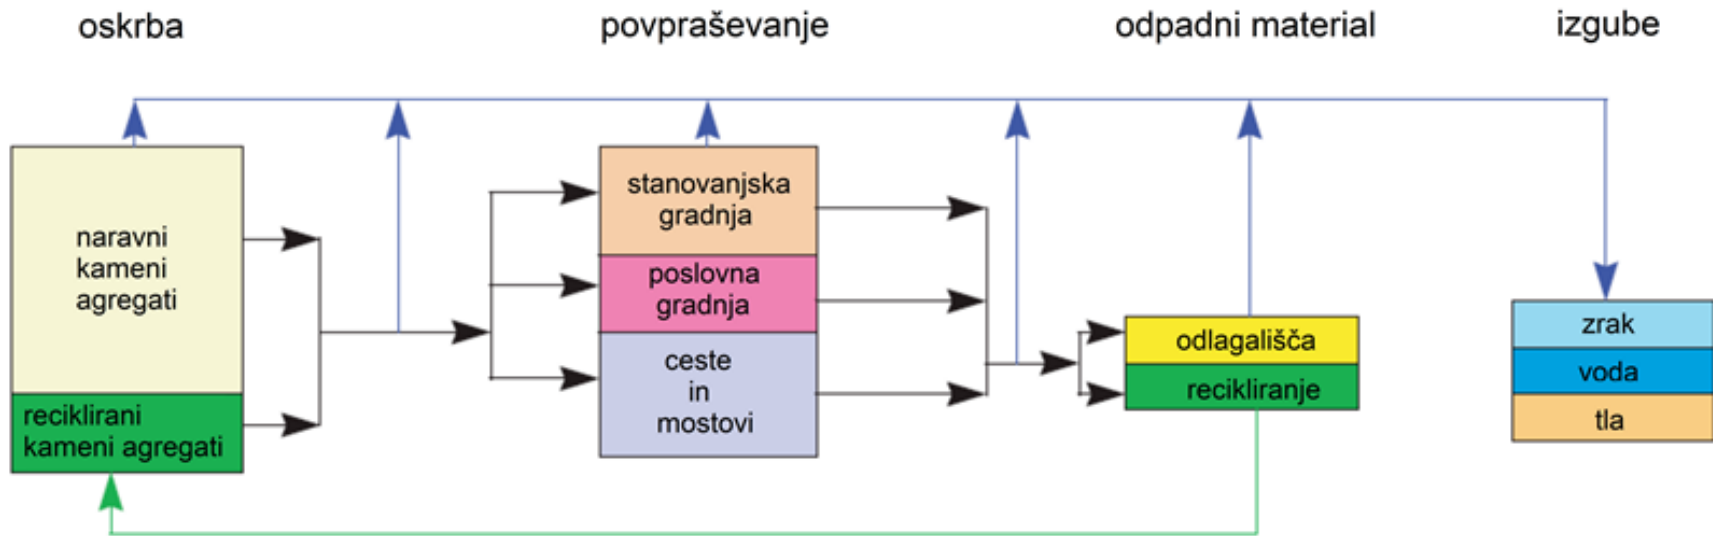 oskrba
povpraševanje
odpadni material
izgube
naravni
kameni
agregati
reciklirani
kameni agregati
stanovanjska
gradnja
poslovna
gradnja
ceste
in
mostovi
odlagališča
recikliranje
zrak
voda
tla